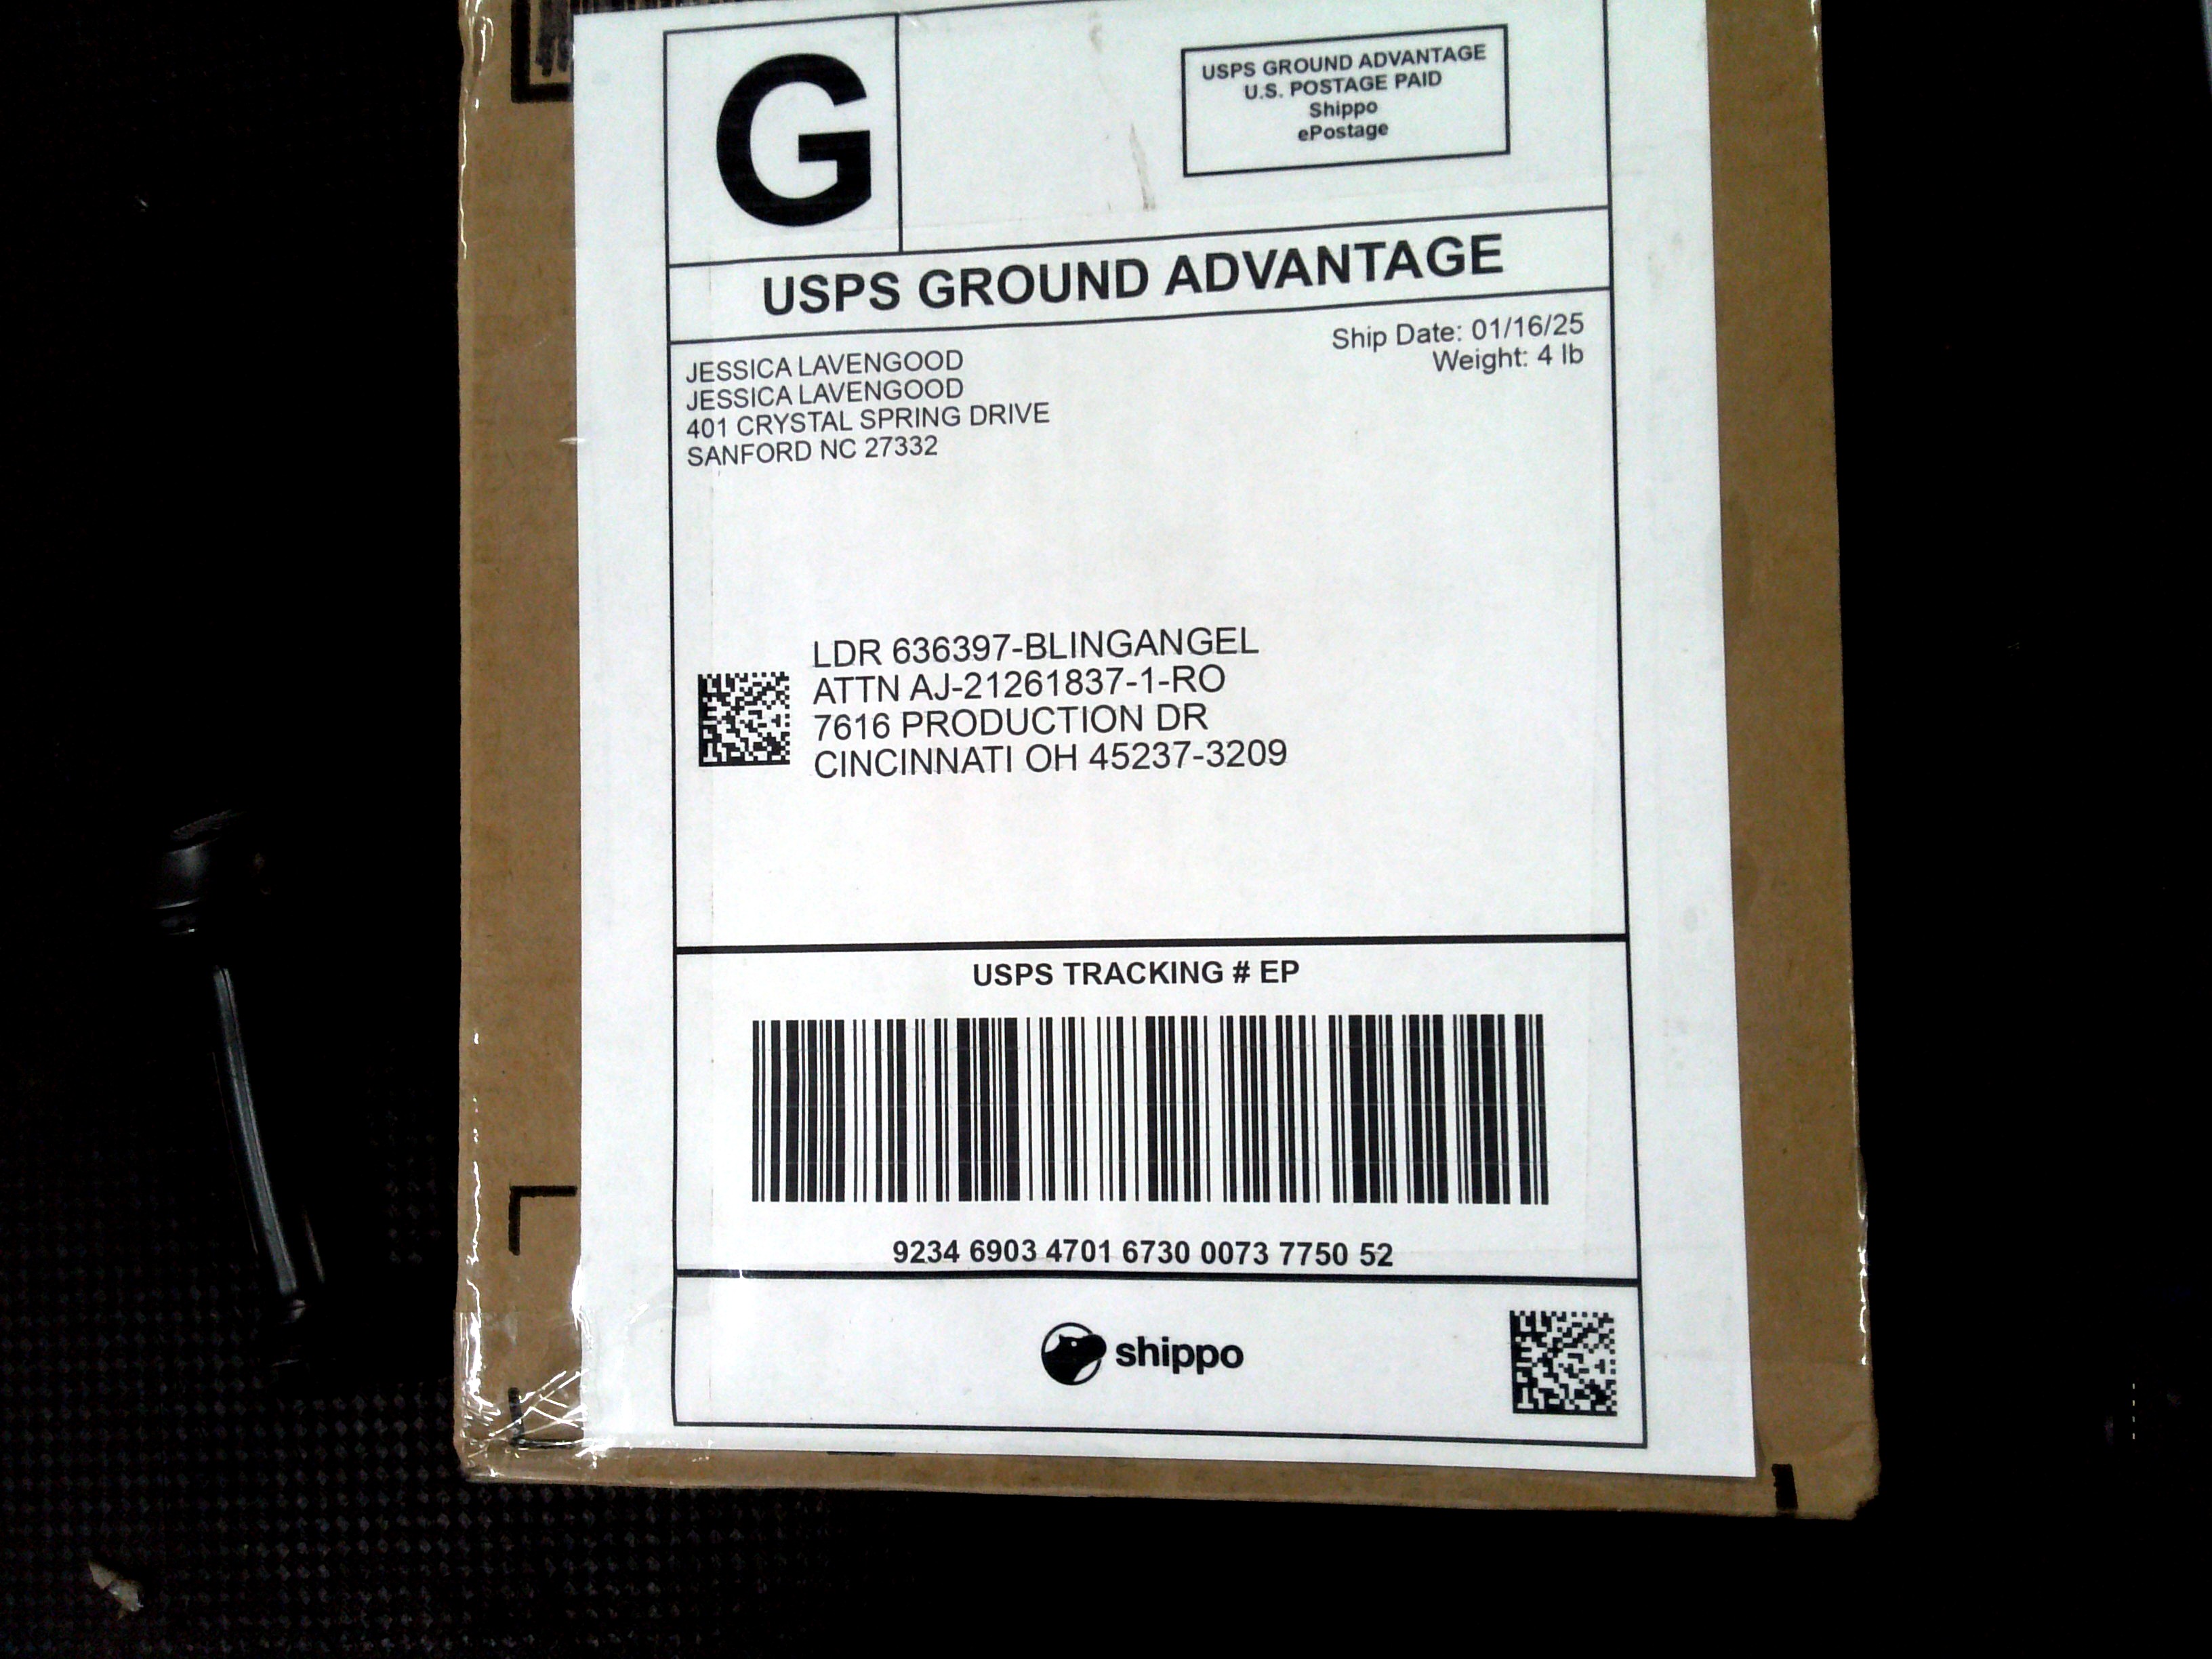 G
USPS GROUND ADVANTAGE
U.S. POSTAGE PAID
Shippo
ePostage
USPS GROUND ADVANTAGE
Ship Date: 01/16/25
Weight: 4 lb
JESSICA LAVENGOOD
JESSICA LAVENGOOD
401 CRYSTAL SPRING DRIVE
SANFORD NC 27332
LDR 636397-BLINGANGEL
ATTN AJ-21261837-1-RO
7616 PRODUCTION DR
CINCINNATI OH 45237-3209
USPS TRACKING # EP
9234 6903 4701 6730 0073 7750 52
shippo